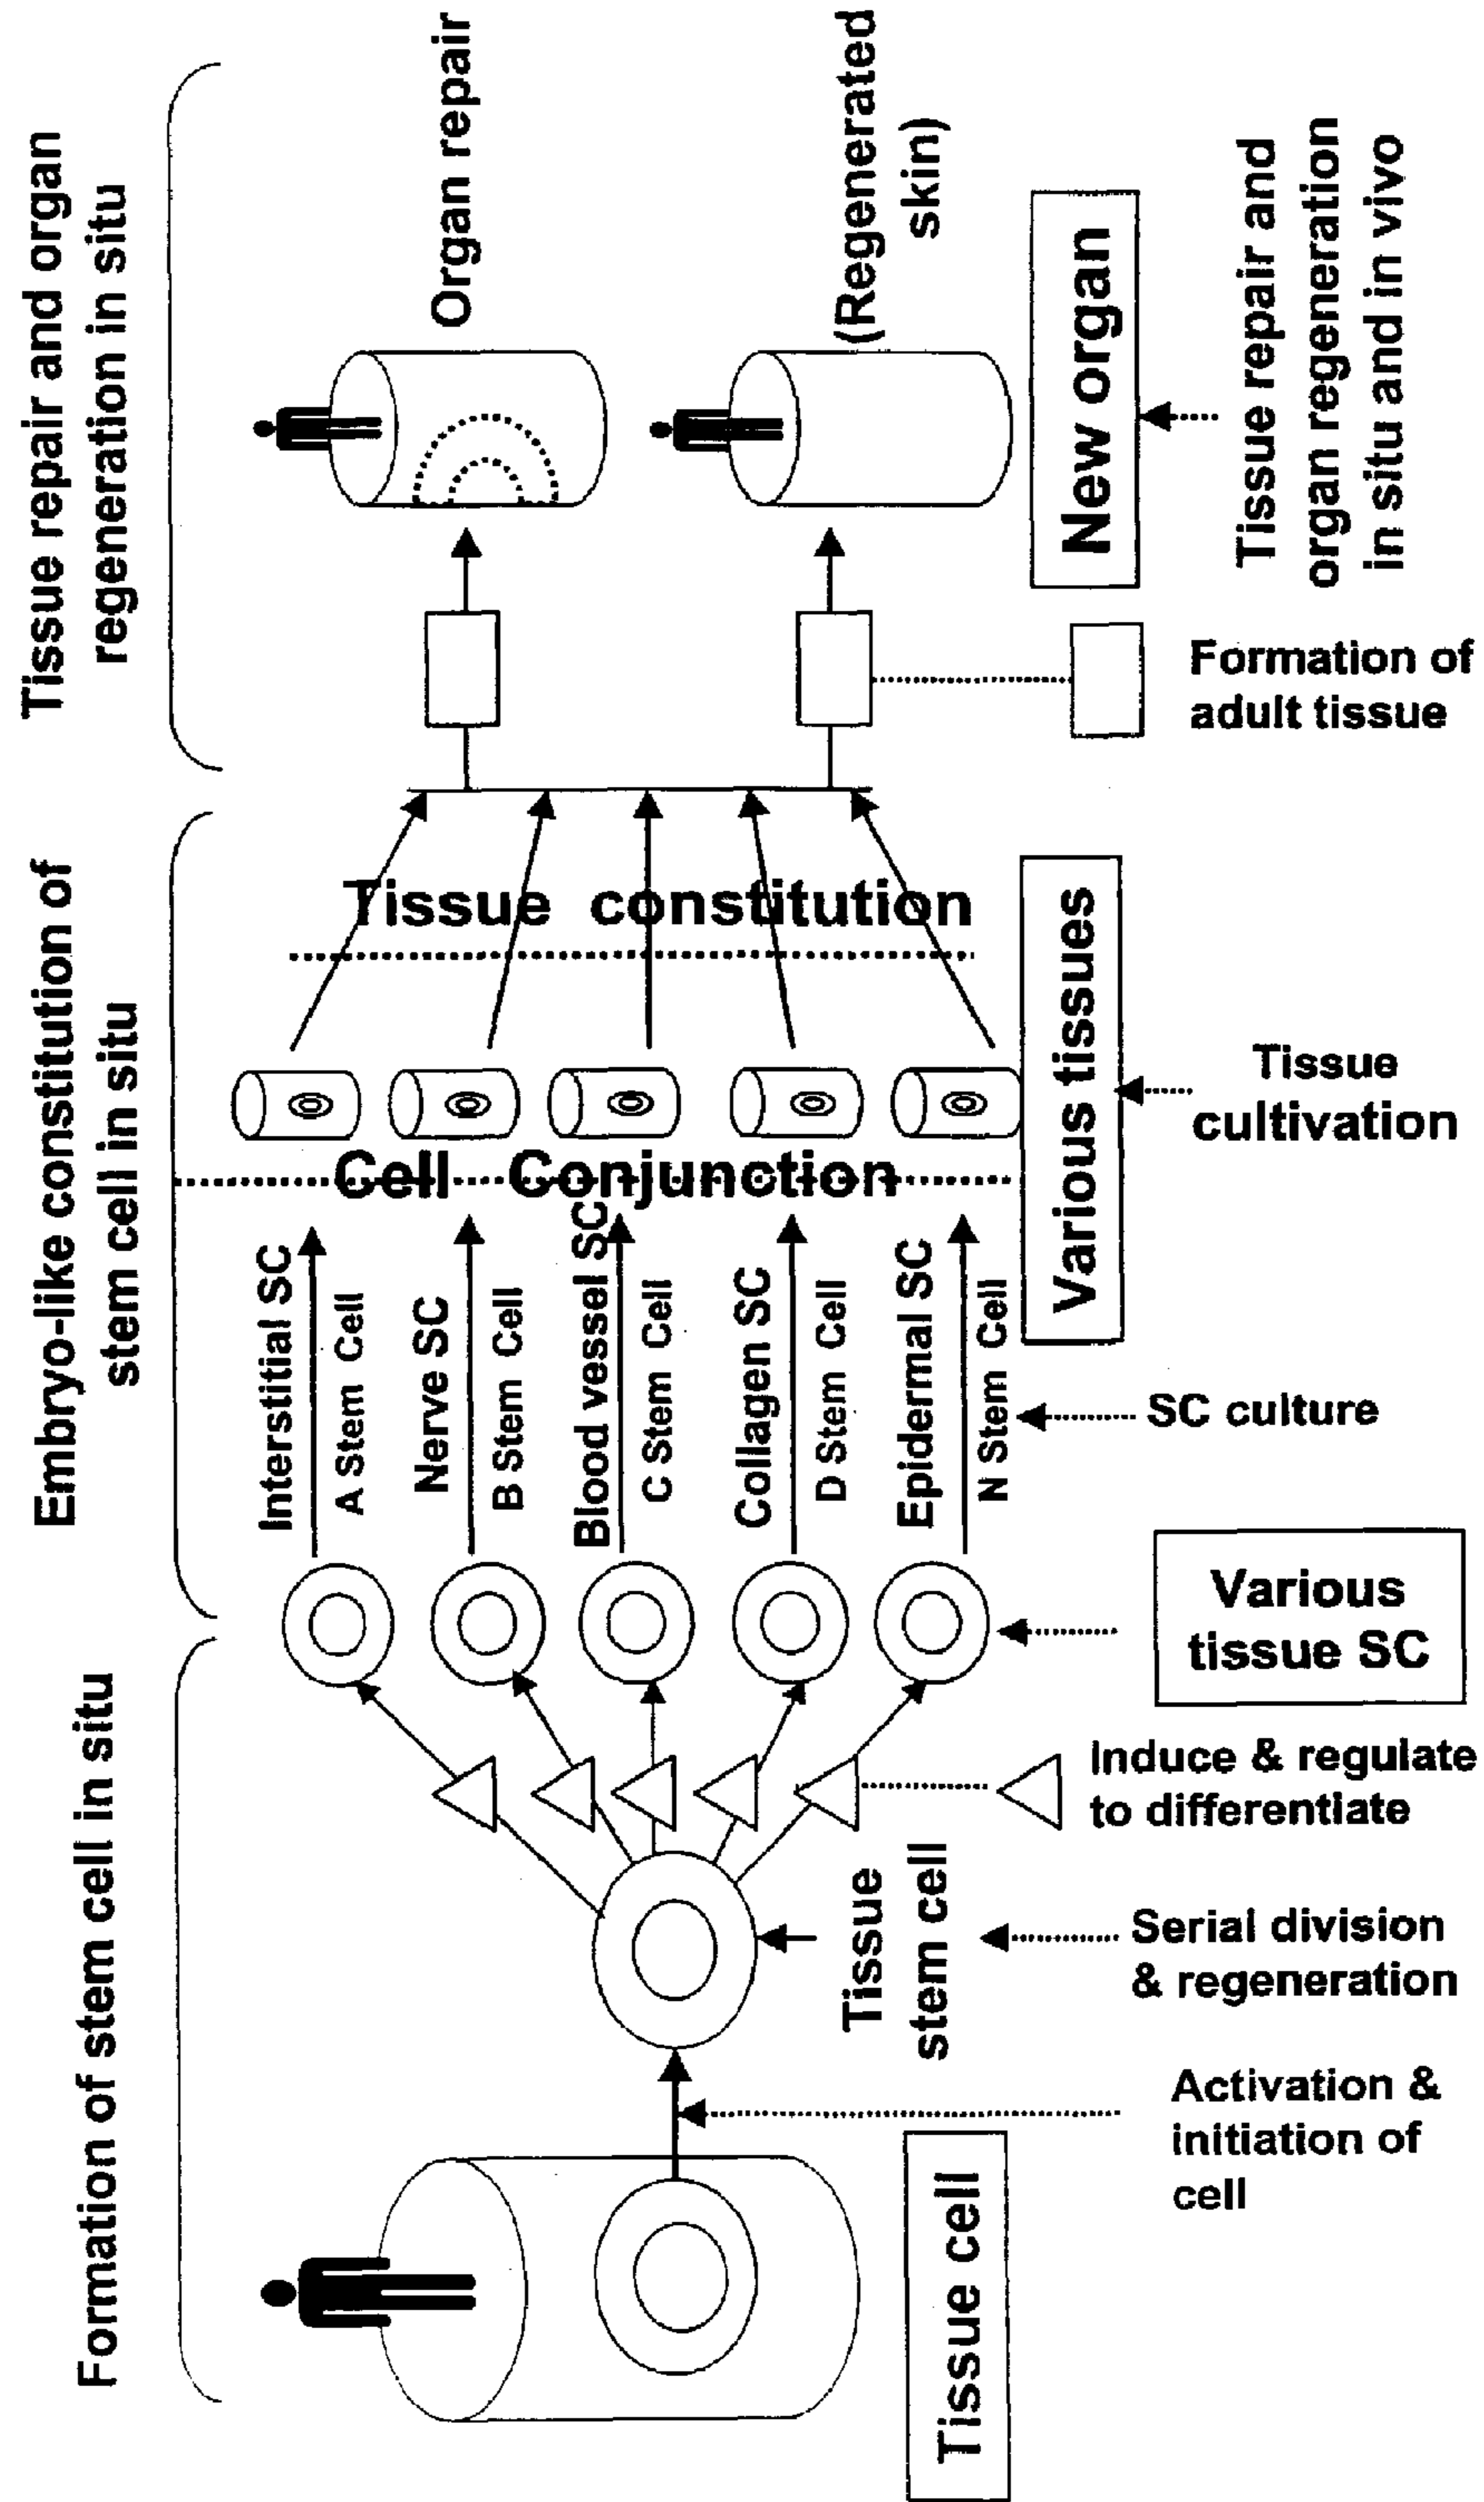 Formation of stem cell in situ
Embryo-like constitution of
stem cell in situ
Tissue repair and organ
regeneration in situ
Tissue cell
Tissue
stem cell
Interstitial SC
A Stem Cell
Nerve SC
B Stem Cell
Blood vessel SC
C Stem Cell
Collagen SC
D Stem Cell
Epidermal SC
N Stem Cell
Cell Conjunction
Tissue constitution
Various tissues
Organ repair
(Regenerated
skin)
New organ
Activation &
initiation of
cell
Serial division
& regeneration
Induce & regulate
to differentiate
Various
tissue SC
SC culture
Tissue
cultivation
Formation of
adult tissue
Tissue repair and
organ regeneration
in situ and in vivo